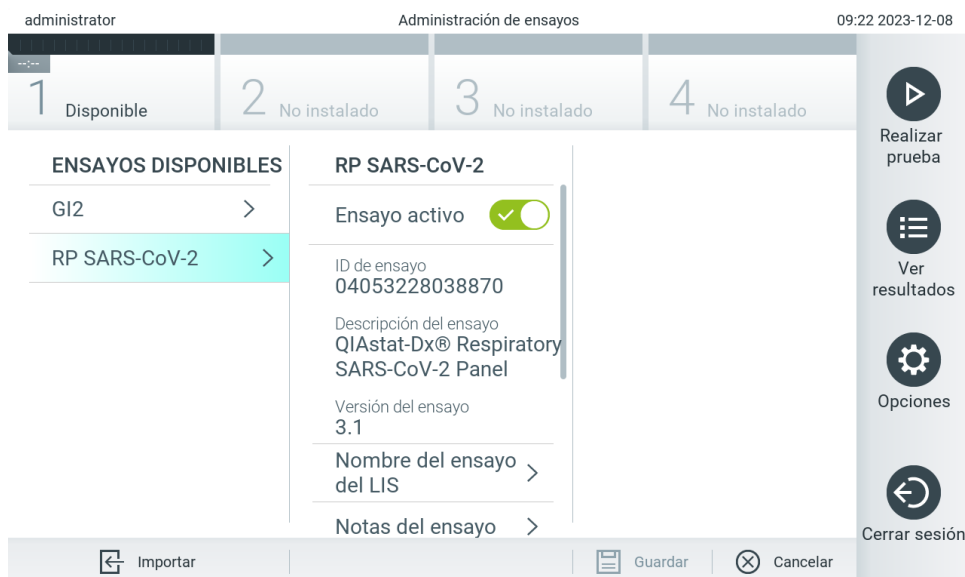 administrator
Administración de ensayos
09:22 2023-12-08
--:--
1 Disponible
2 No instalado
3 No instalado
4 No instalado
Realizar
prueba
Ver
resultados
Opciones
Cerrar sesión
ENSAYOS DISPONIBLES
GI2
RP SARS-CoV-2
RP SARS-CoV-2
Ensayo activo
ID de ensayo
04053228038870
Descripción del ensayo
QIAstat-Dx® Respiratory
SARS-CoV-2 Panel
Versión del ensayo
3.1
Nombre del ensayo
del LIS
Notas del ensayo
Importar
Guardar
Cancelar